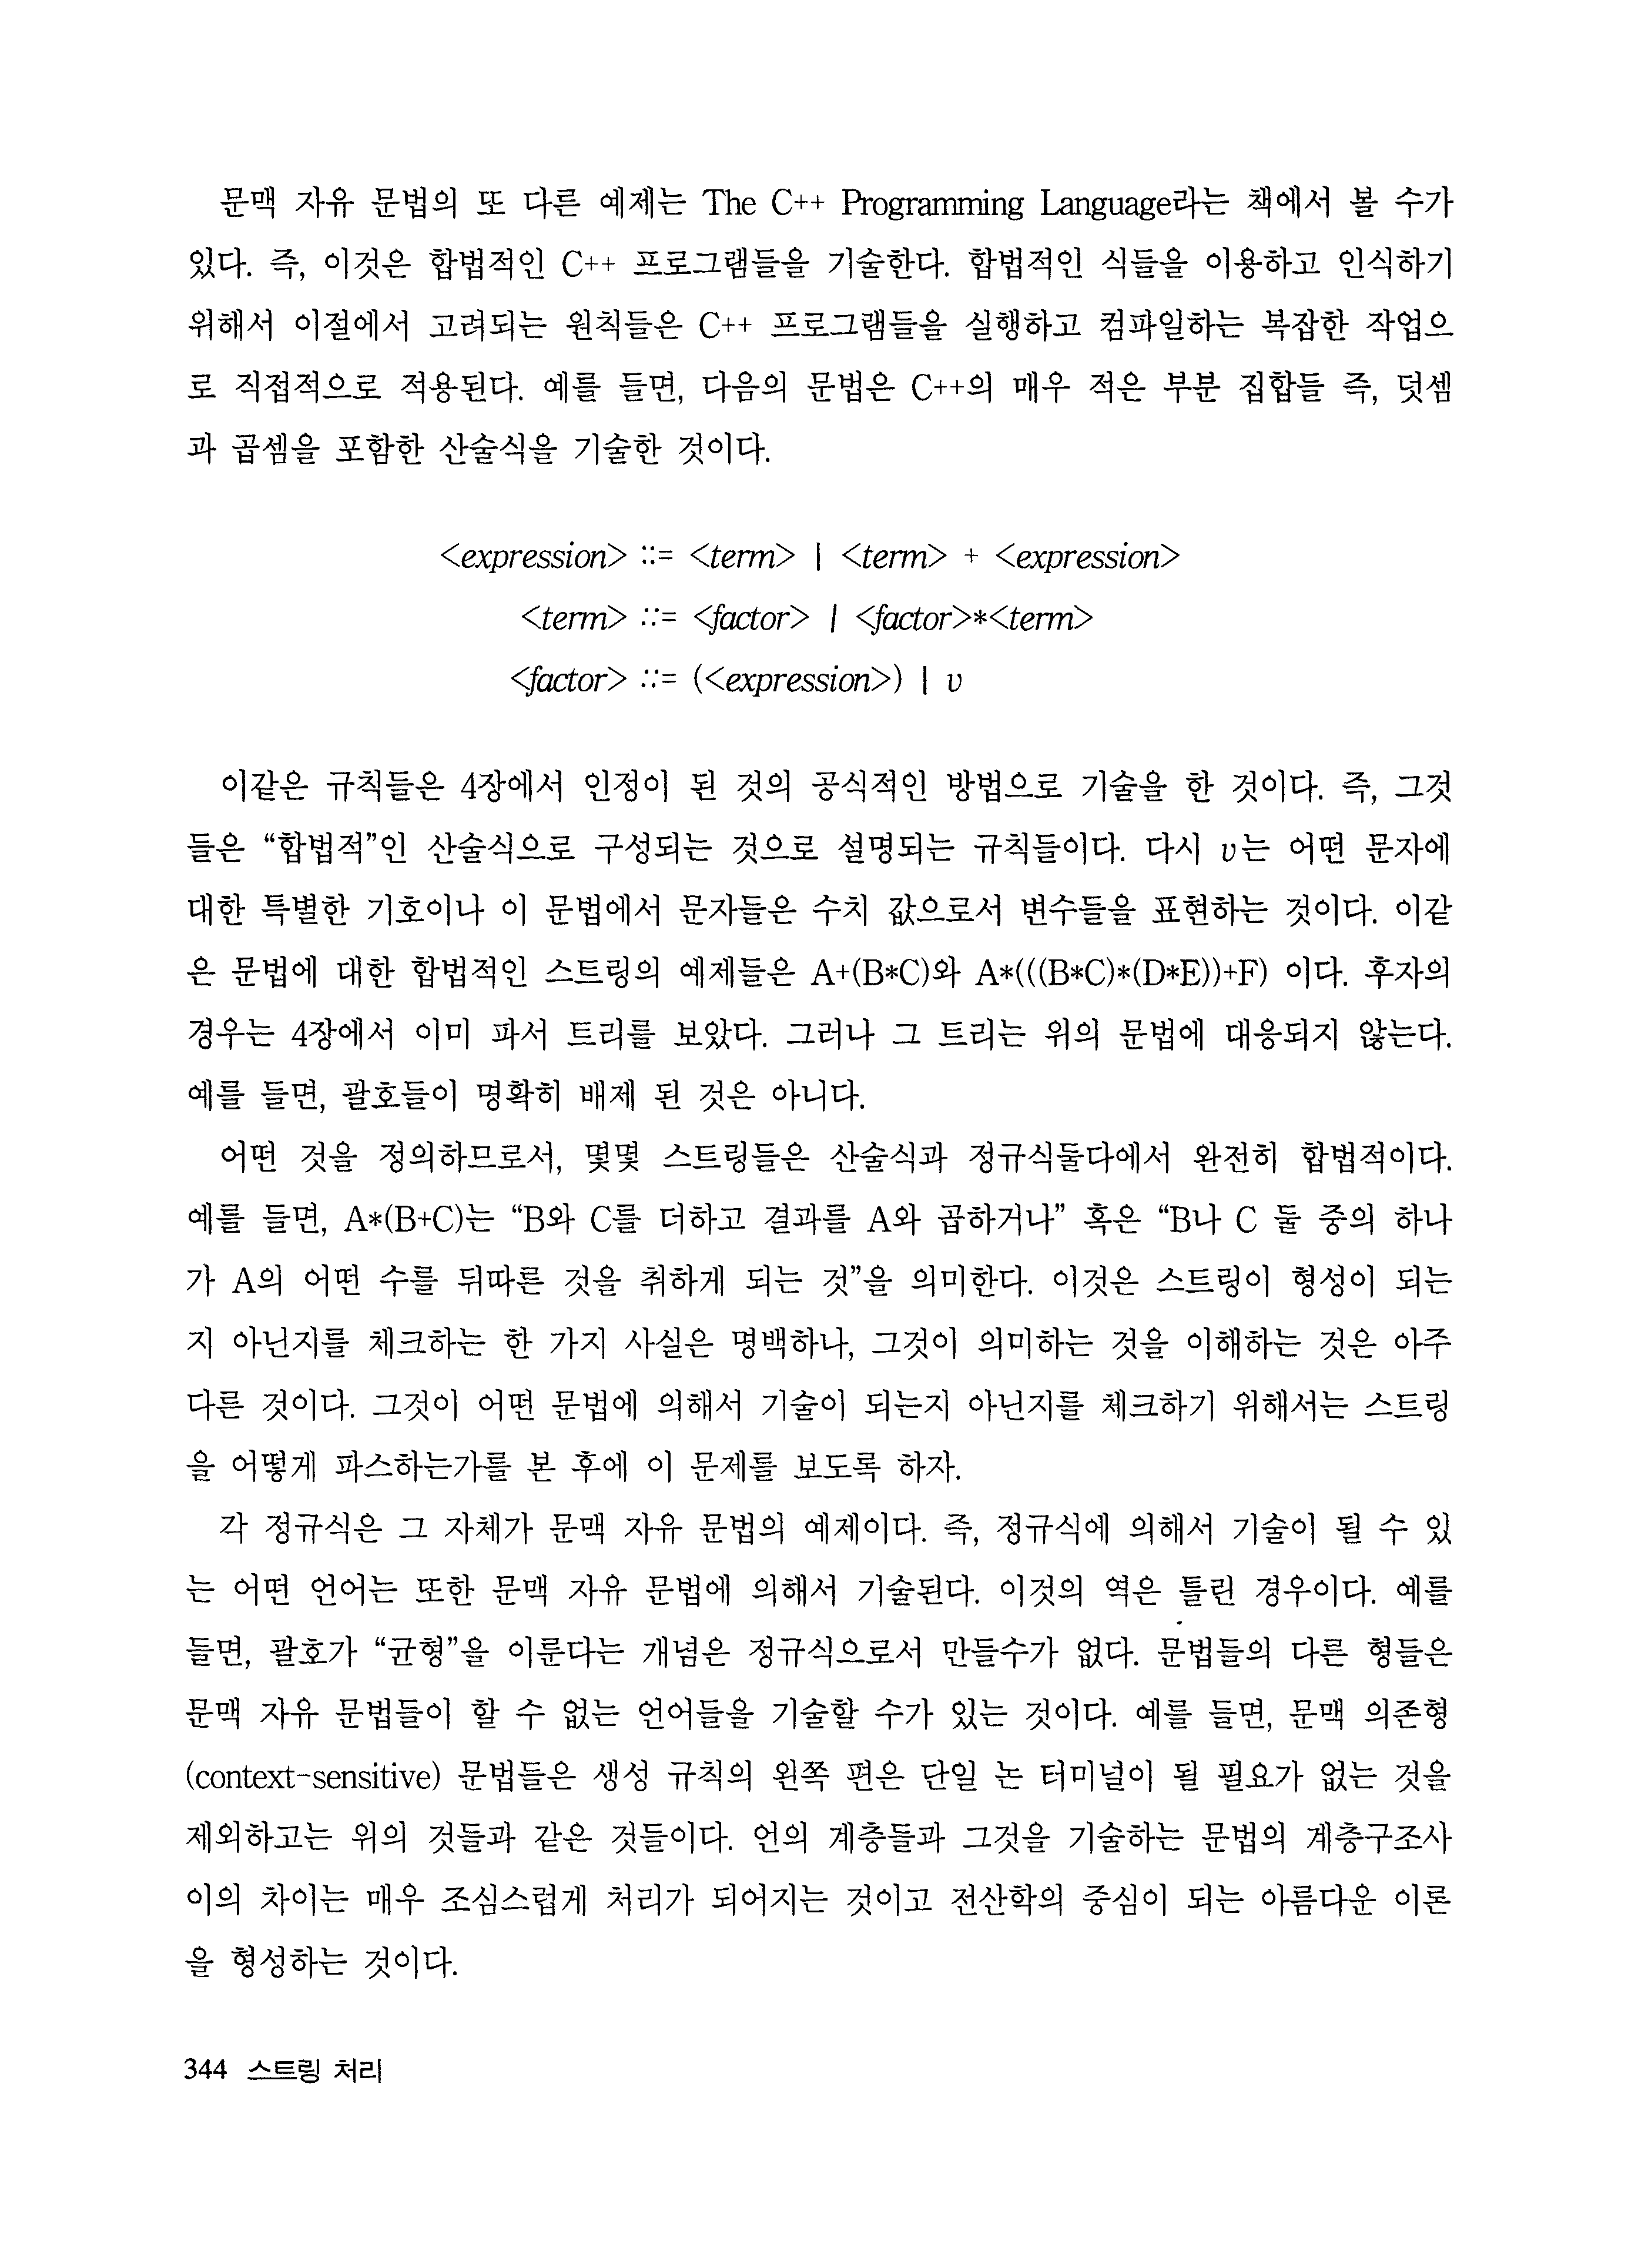 문맥 자유 문법의 또 다른 예제는 The C++ Programming Language라는 책에서 볼 수가
있다. 즉, 이것은 합법적인 C++ 프로그램들을 기술한다. 합법적인 식들을 이용하고 인식하기
위해서 이절에서 고려되는 원칙들은 C++ 프로그램들을 실행하고 컴파일하는 복잡한 작업으
로 직접적으로 적용된다. 예를 들면, 다음의 문법은 C++의 매우 적은 부분 집합들 즉, 덧셈
과 곱셈을 포함한 산술식을 기술한 것이다.
<expression> ::= <term> | <term> + <expression>
<term> ::= <factor> | <factor>*<term>
<factor> ::= (<expression>) | v
이같은 규칙들은 4장에서 인정이 된 것의 공식적인 방법으로 기술을 한 것이다. 즉, 그것
들은 “합법적”인 산술식으로 구성되는 것으로 설명되는 규칙들이다. 다시 v는 어떤 문자에
대한 특별한 기호이나 이 문법에서 문자들은 수치 값으로서 변수들을 표현하는 것이다. 이같
은 문법에 대한 합법적인 스트링의 예제들은 A+(B*C)와 A*(((B*C)*(D*E))+F) 이다. 후자의
경우는 4장에서 이미 파서 트리를 보았다. 그러나 그 트리는 위의 문법에 대응되지 않는다.
예를 들면, 괄호들이 명확히 배제 된 것은 아니다.
어떤 것을 정의하므로서, 몇몇 스트링들은 산술식과 정규식둘다에서 완전히 합법적이다.
예를 들면, A*(B+C)는 “B와 C를 더하고 결과를 A와 곱하거나” 혹은 “B나 C 둘 중의 하나
가 A의 어떤 수를 뒤따른 것을 취하게 되는 것”을 의미한다. 이것은 스트링이 형성이 되는
지 아닌지를 체크하는 한 가지 사실은 명백하나, 그것이 의미하는 것을 이해하는 것은 아주
다른 것이다. 그것이 어떤 문법에 의해서 기술이 되는지 아닌지를 체크하기 위해서는 스트링
을 어떻게 파스하는가를 본 후에 이 문제를 보도록 하자.
각 정규식은 그 자체가 문맥 자유 문법의 예제이다. 즉, 정규식에 의해서 기술이 될 수 있
는 어떤 언어는 또한 문맥 자유 문법에 의해서 기술된다. 이것의 역은 틀린 경우이다. 예를
들면, 괄호가 “균형”을 이룬다는 개념은 정규식으로서 만들수가 없다. 문법들의 다른 형들은
문맥 자유 문법들이 할 수 없는 언어들을 기술할 수가 있는 것이다. 예를 들면, 문맥 의존형
(context-sensitive) 문법들은 생성 규칙의 왼쪽 편은 단일 논 터미널이 될 필요가 없는 것을
제외하고는 위의 것들과 같은 것들이다. 언의 계층들과 그것을 기술하는 문법의 계층구조사
이의 차이는 매우 조심스럽게 처리가 되어지는 것이고 전산학의 중심이 되는 아름다운 이론
을 형성하는 것이다.
344 스트링 처리